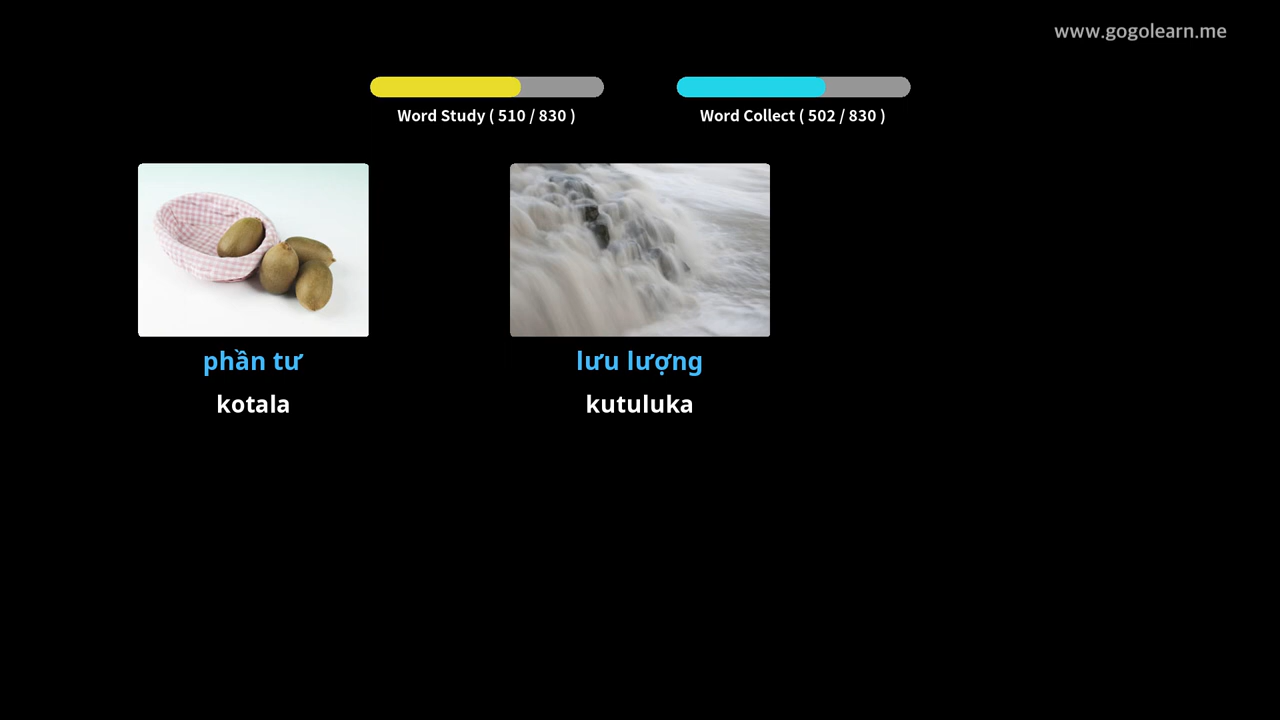 www.gogolearn.me
Word Study ( 510 / 830 )
Word Collect ( 502 / 830 )
phần tư
kotala
lưu lượng
kutuluka